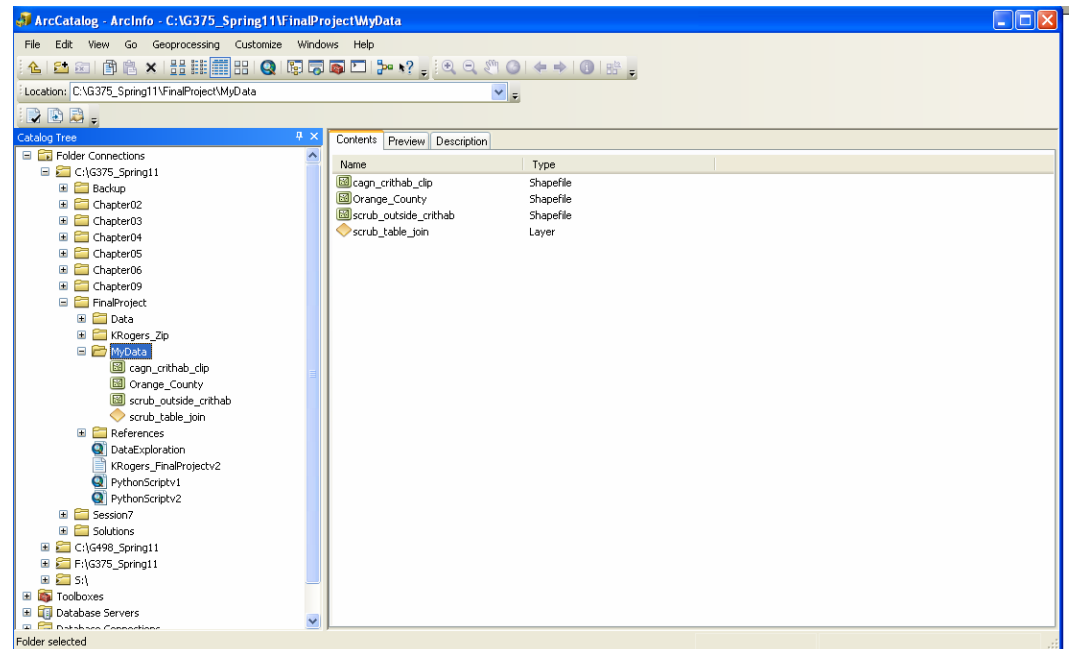 ArcCatalog - ArcInfo - C:\G375_Spring11\FinalProject\MyData
File Edit View Go Geoprocessing Customize Windows Help
Location: C:\G375_Spring11\FinalProject\MyData
Catalog Tree
Folder Connections
C:\G375_Spring11
Backup
Chapter02
Chapter03
Chapter04
Chapter05
Chapter06
Chapter09
FinalProject
Data
KRogers_Zip
MyData
cagn_crithab_clip
Orange_County
scrub_outside_crithab
scrub_table_join
References
DataExploration
KRogers_FinalProjectv2
PythonScriptv1
PythonScriptv2
Session7
Solutions
C:\G498_Spring11
F:\G375_Spring11
S:\
Toolboxes
Database Servers
Database Connections
Contents Preview Description
Name Type
cagn_crithab_clip Shapefile
Orange_County Shapefile
scrub_outside_crithab Shapefile
scrub_table_join Layer
Folder selected